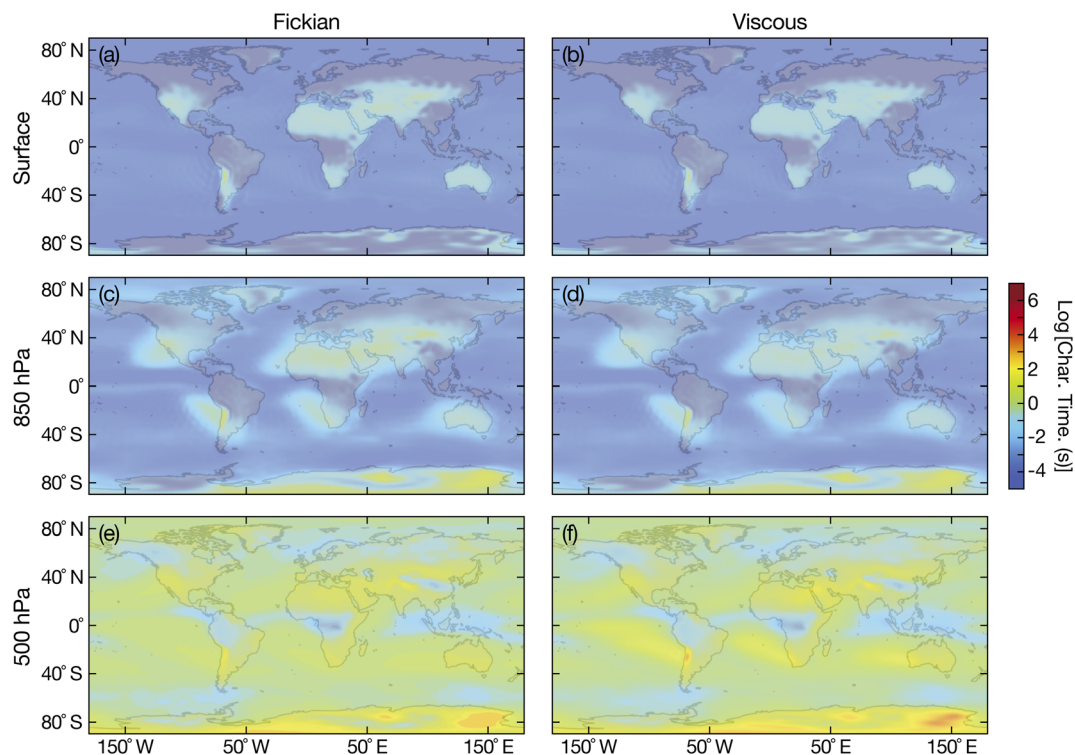 Fickian Viscous
(a) (b)
80° N
40° N
0°
40° S
80° S
Surface
(c) (d)
80° N
40° N
0°
40° S
80° S
850 hPa
6
4
2
0
-2
-4
Log[Char. Time. (s)]
(e) (f)
80° N
40° N
0°
40° S
80° S
500 hPa
150° W 50° W 50° E 150° E 150° W 50° W 50° E 150° E